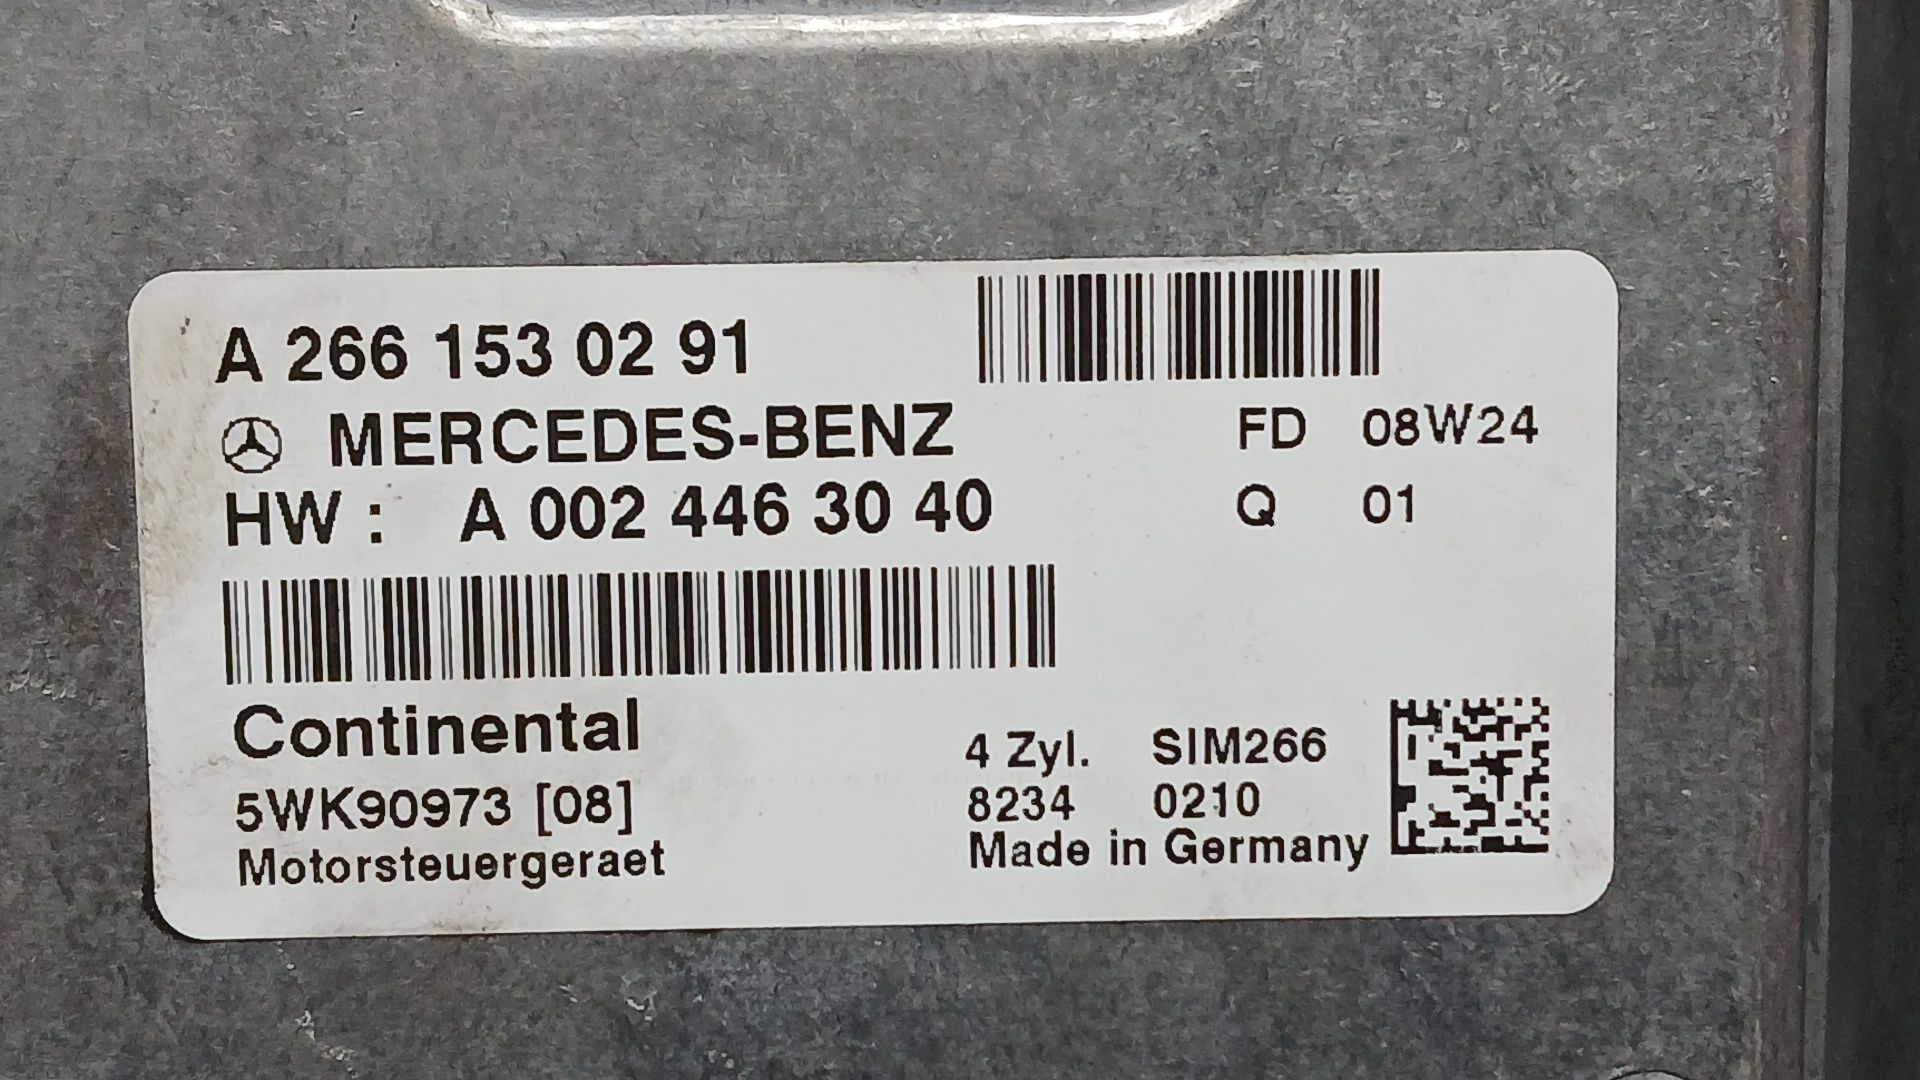 A 266 153 02 91
MERCEDES-BENZ
FD 08W24
HW : A 002 446 30 40
Q 01
Continental
5WK90973 [08]
Motorsteuergeraet
4 Zyl. SIM266
8234 0210
Made in Germany